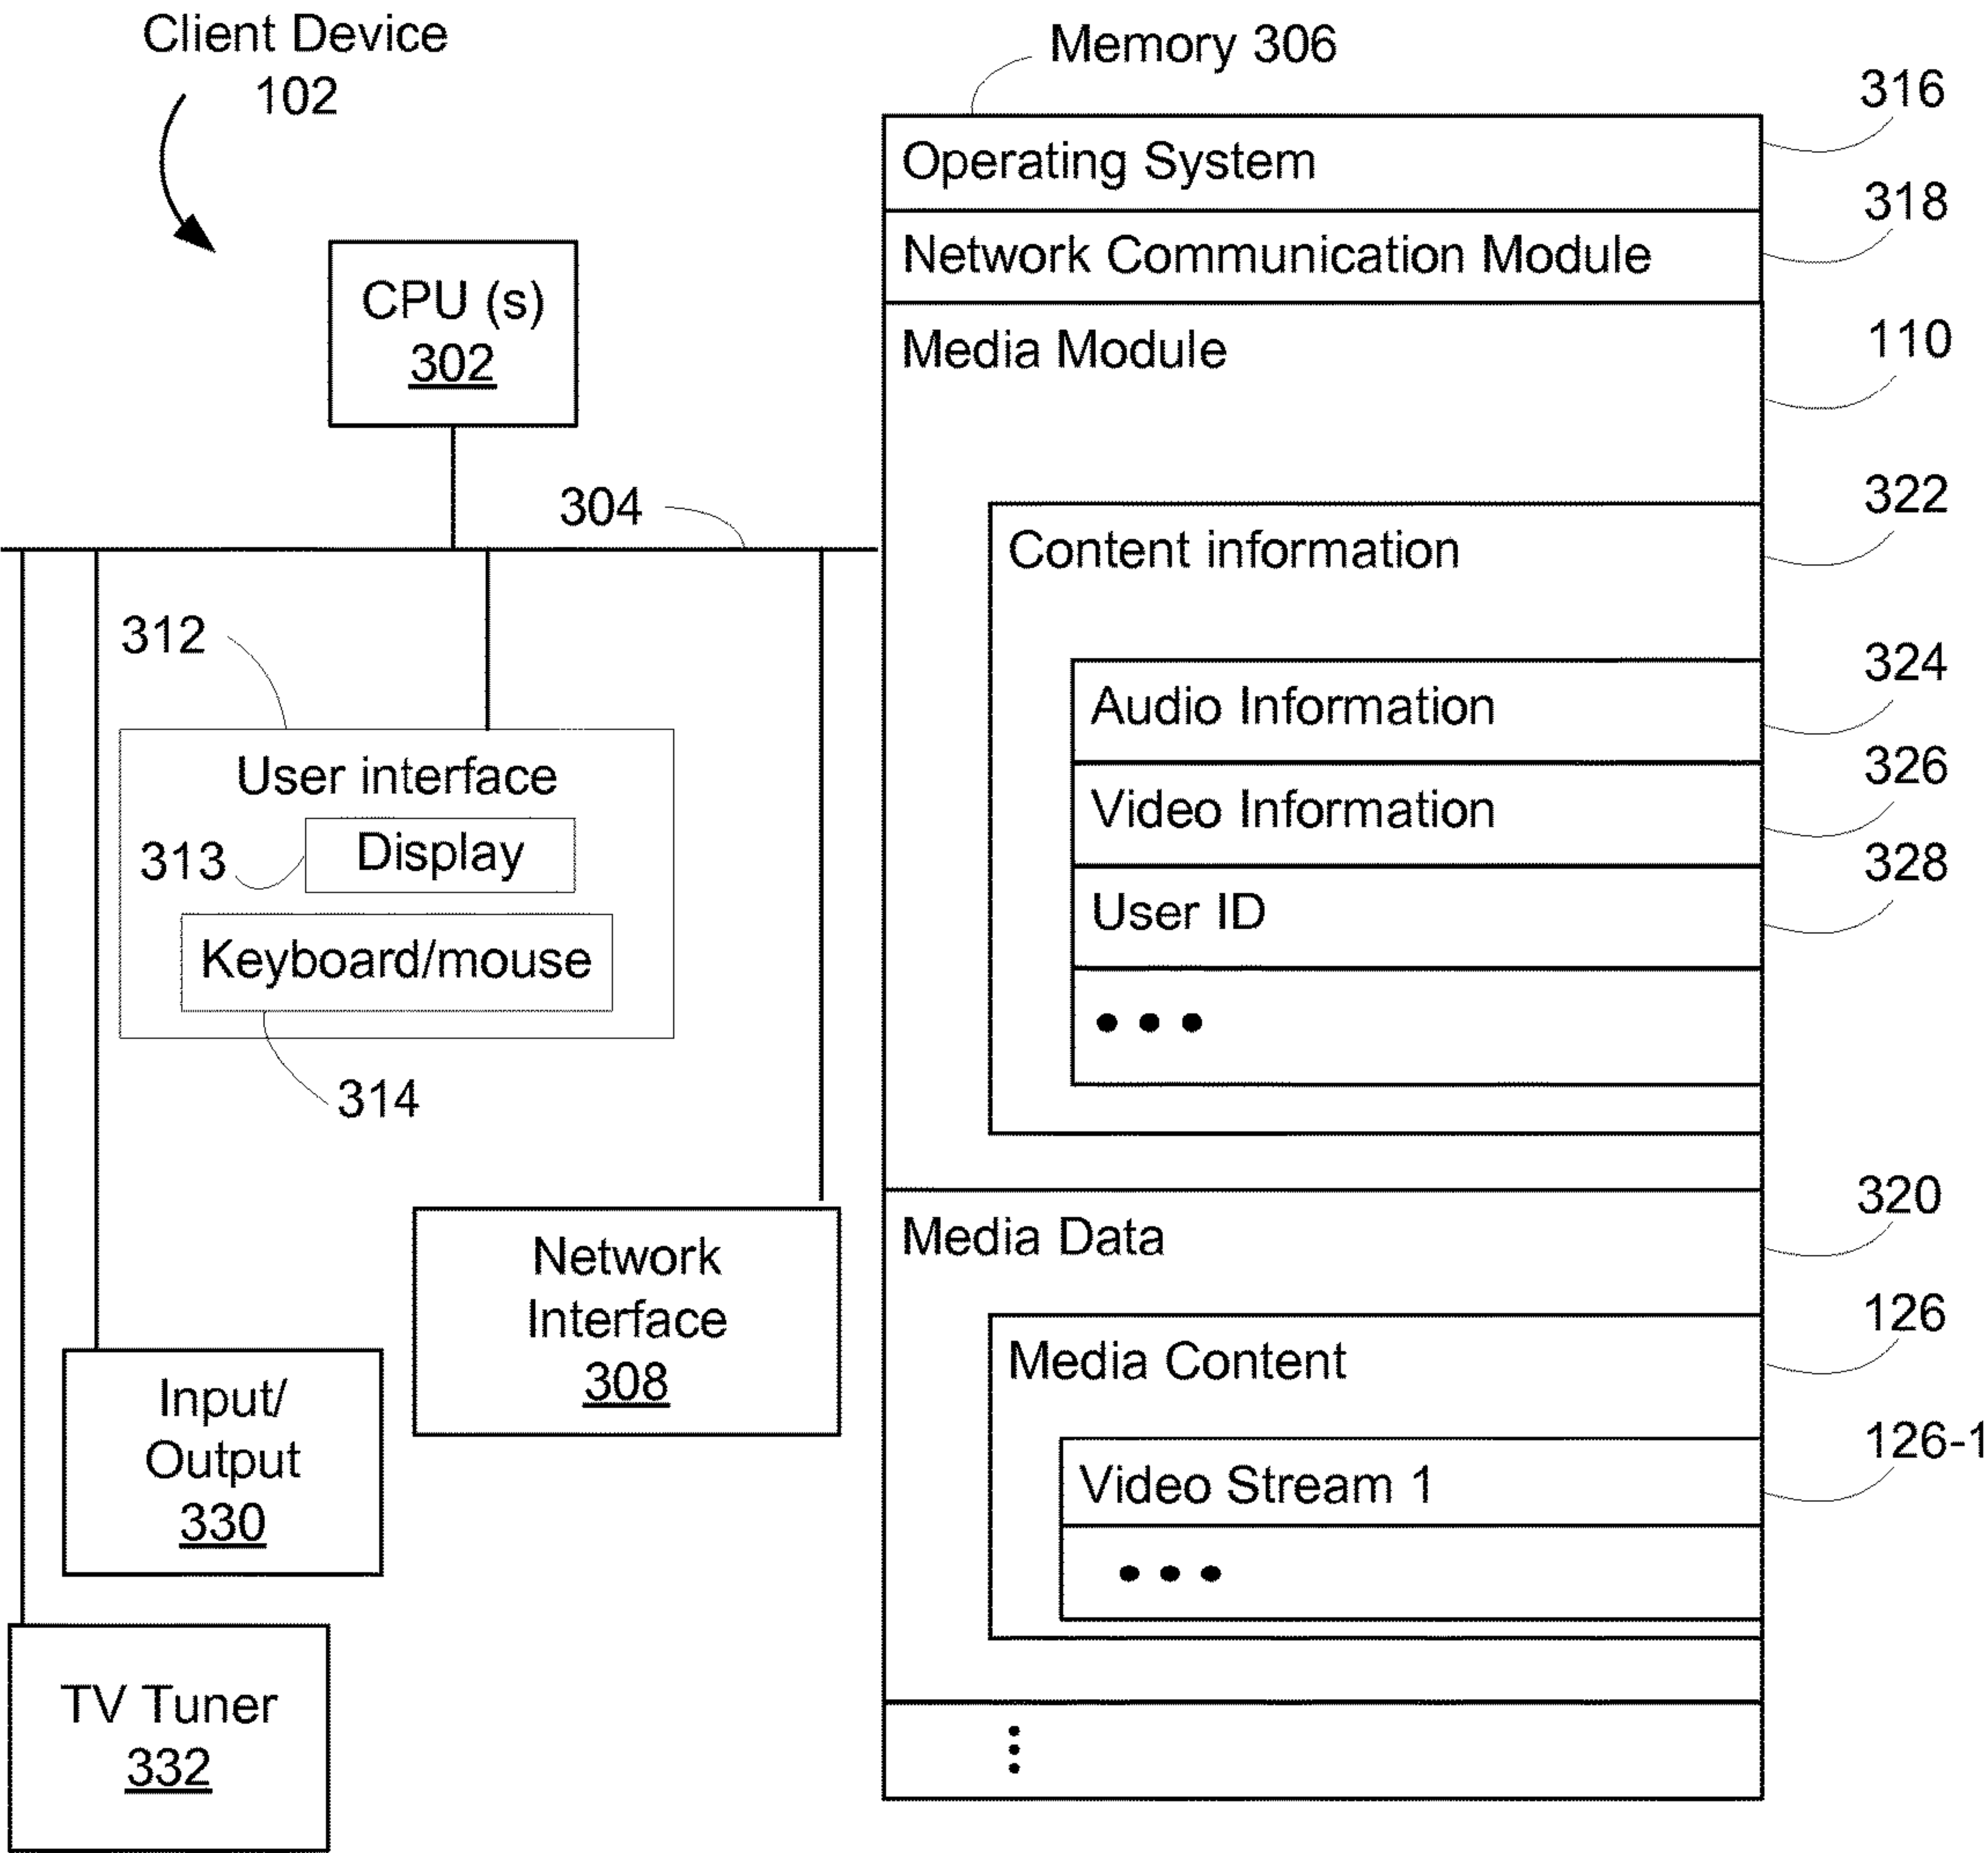 Client Device
102
CPU (s)
302
304
312
User interface
313
Display
Keyboard/mouse
314
Network
Interface
308
Input/
Output
330
TV Tuner
332
Memory 306
Operating System
316
Network Communication Module
318
Media Module
110
Content information
322
Audio Information
324
Video Information
326
User ID
328
• • •
Media Data
320
Media Content
126
Video Stream 1
126-1
• • •
⋮